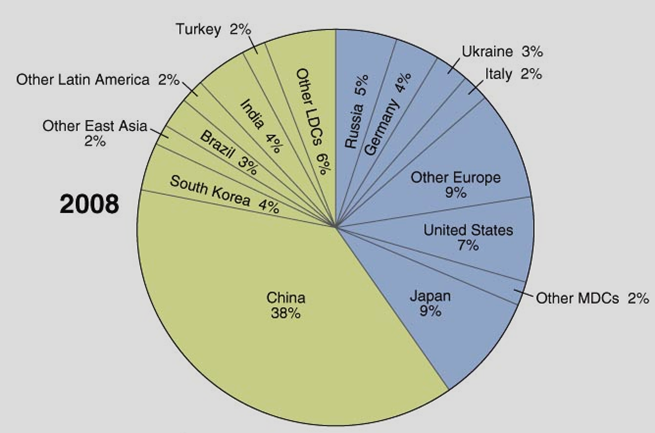 Turkey 2%
Ukraine 3%
Italy 2%
Other Latin America 2%
Other LDCs 6%
Russia 5%
Germany 4%
India 4%
Other East Asia
2%
Brazil 3%
Other Europe
9%
South Korea 4%
2008
United States
7%
China
38%
Japan
9%
Other MDCs 2%